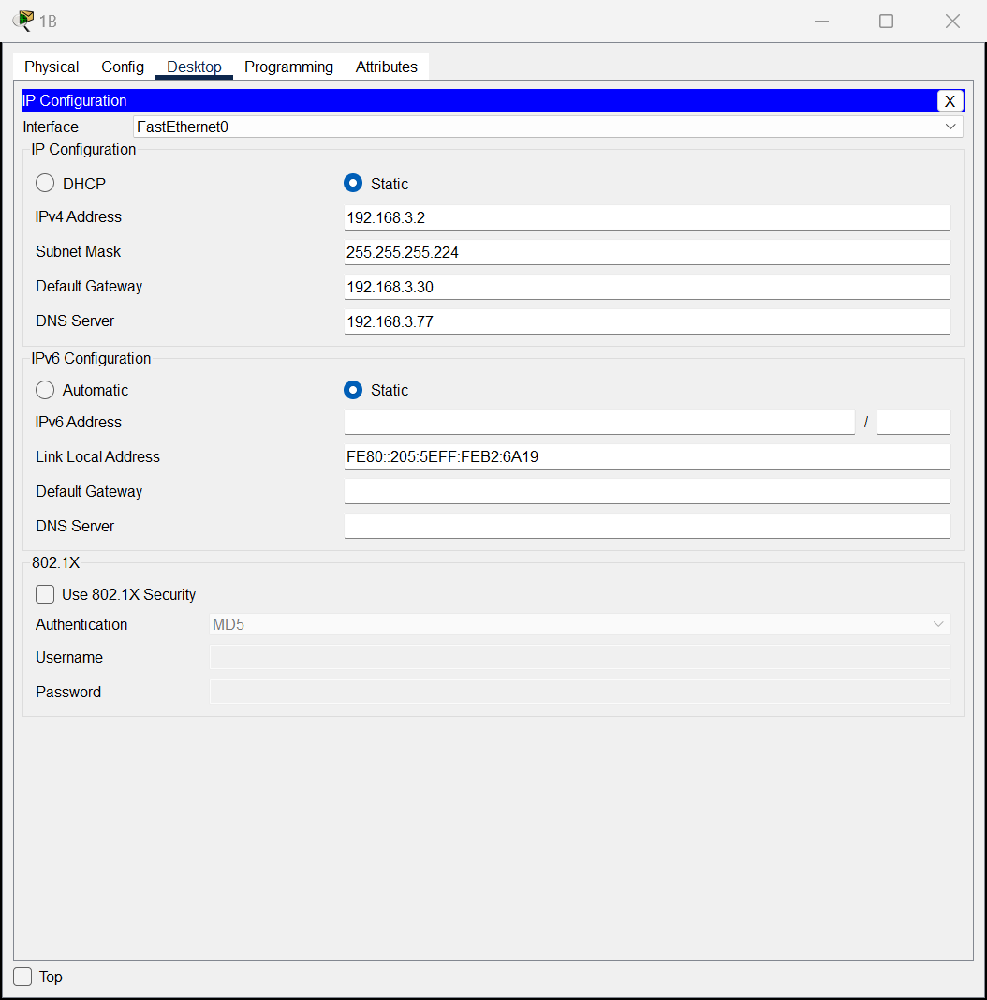 1B
Physical Config Desktop Programming Attributes
IP Configuration X
Interface FastEthernet0
IP Configuration
DHCP Static
IPv4 Address 192.168.3.2
Subnet Mask 255.255.255.224
Default Gateway 192.168.3.30
DNS Server 192.168.3.77
IPv6 Configuration
Automatic Static
IPv6 Address /
Link Local Address FE80::205:5EFF:FEB2:6A19
Default Gateway
DNS Server
802.1X
Use 802.1X Security
Authentication MD5
Username
Password
Top